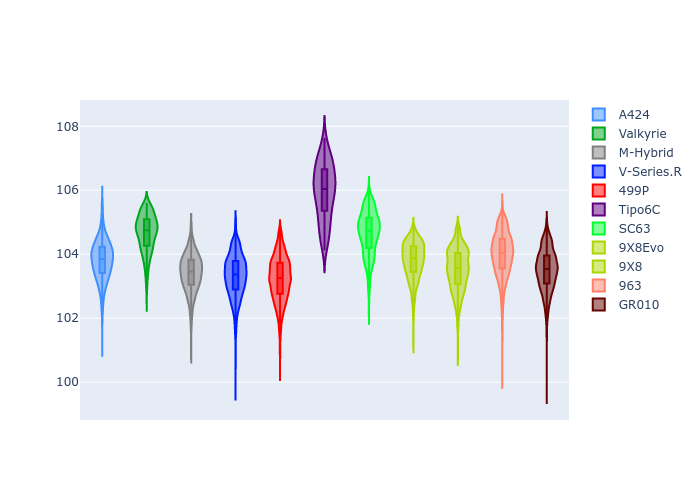 108
106
104
102
100
A424
Valkyrie
M-Hybrid
V-Series.R
499P
Tipo6C
SC63
9X8Evo
9X8
963
GR010